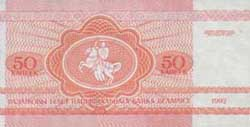 50 50
КАПЕЕК КАПЕЕК
РАЗЛІКОВЫ БІЛЕТ НАЦЫЯНАЛЬНАГА БАНКА БЕЛАРУСІ 1992